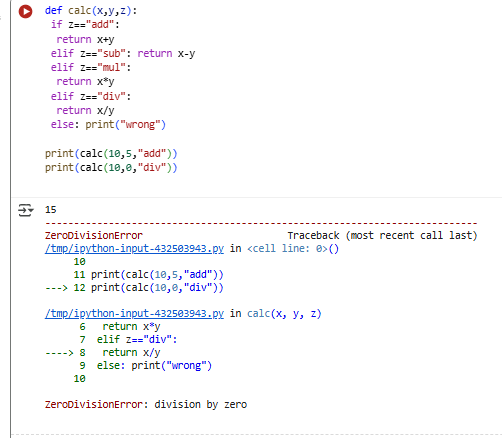 def calc(x,y,z):
 if z=="add":
  return x+y
 elif z=="sub": return x-y
 elif z=="mul":
  return x*y
 elif z=="div":
  return x/y
 else: print("wrong")
print(calc(10,5,"add"))
print(calc(10,0,"div"))
15
---------------------------------------------------------------------------
ZeroDivisionError                         Traceback (most recent call last)
/tmp/ipython-input-432503943.py in <cell line: 0>()
     10
     11 print(calc(10,5,"add"))
---> 12 print(calc(10,0,"div"))
/tmp/ipython-input-432503943.py in calc(x, y, z)
      6   return x*y
      7  elif z=="div":
----> 8   return x/y
      9  else: print("wrong")
     10
ZeroDivisionError: division by zero